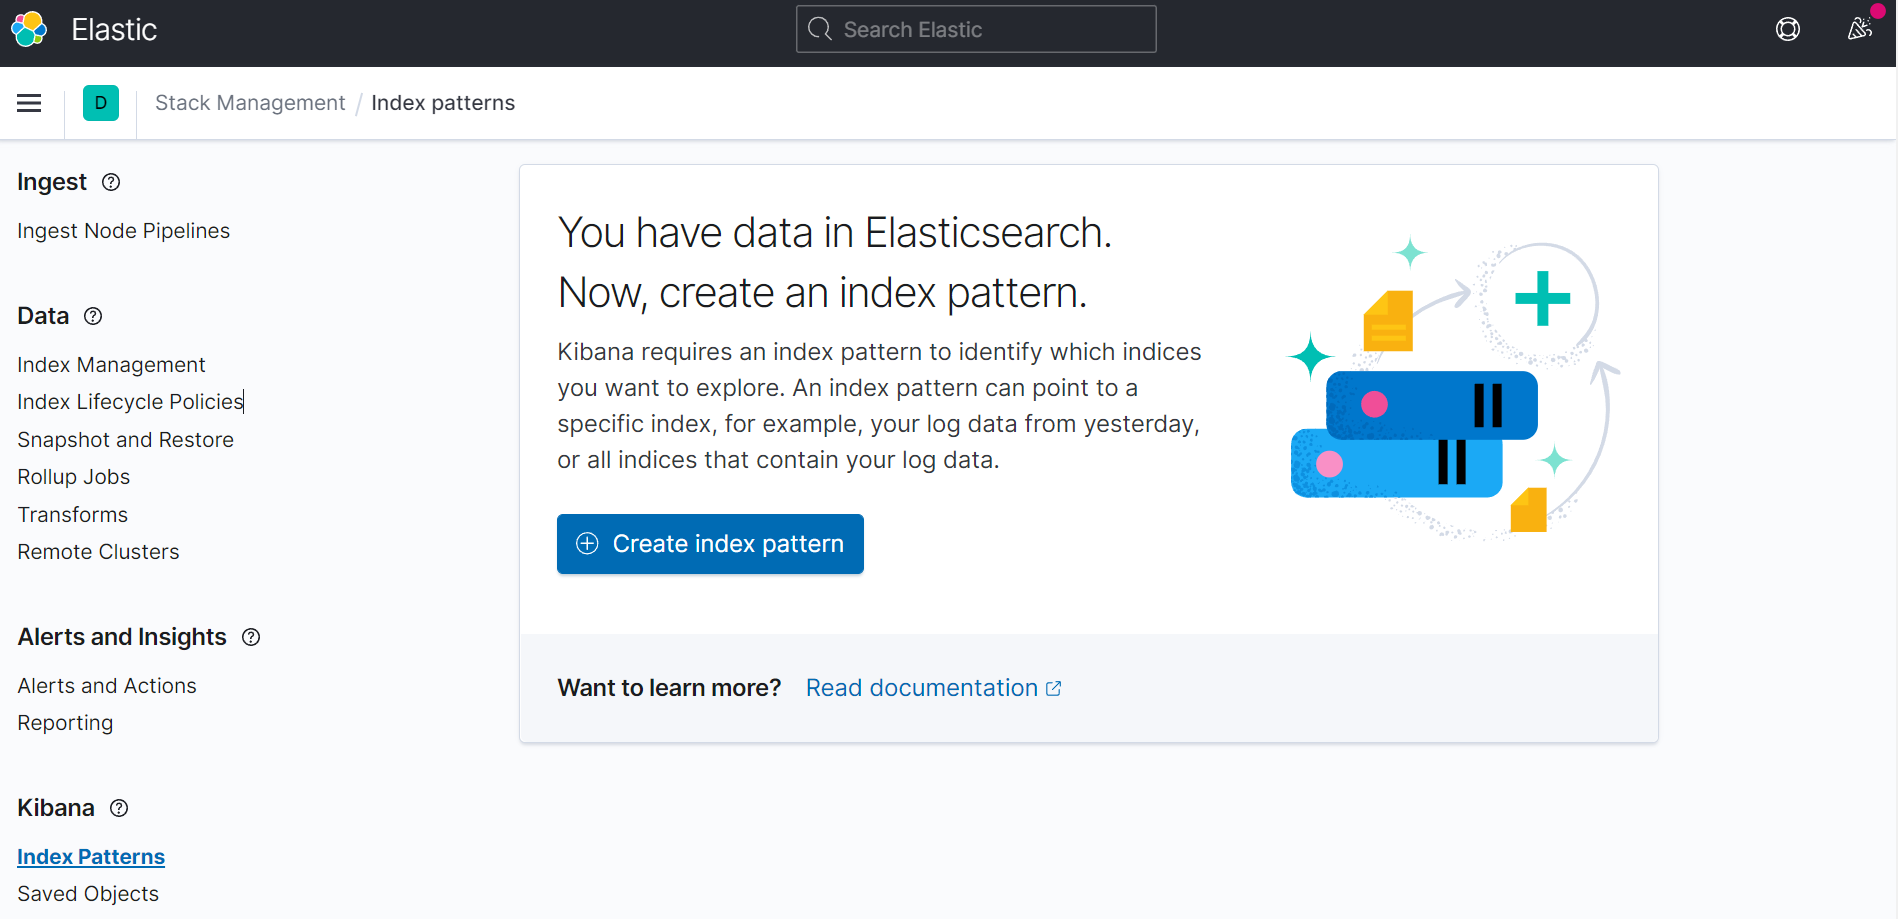 Elastic
Search Elastic
D
Stack Management / Index patterns
Ingest
Ingest Node Pipelines
Data
Index Management
Index Lifecycle Policies
Snapshot and Restore
Rollup Jobs
Transforms
Remote Clusters
Alerts and Insights
Alerts and Actions
Reporting
Kibana
Index Patterns
Saved Objects
You have data in Elasticsearch.
Now, create an index pattern.
Kibana requires an index pattern to identify which indices
you want to explore. An index pattern can point to a
specific index, for example, your log data from yesterday,
or all indices that contain your log data.
Create index pattern
Want to learn more? Read documentation